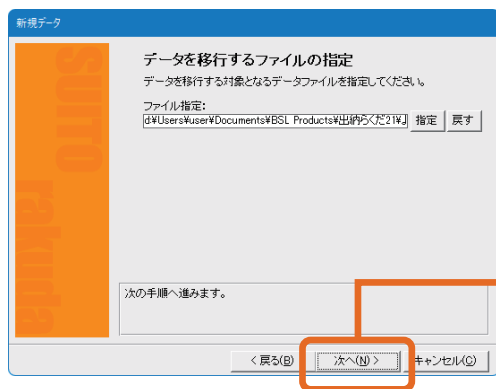 新規データ
SUITO
rakuda
データを移行するファイルの指定
データを移行する対象となるデータファイルを指定してください。
ファイル指定:
d¥Users¥user¥Documents¥BSL Products¥出納らくだ21¥J 指定 戻す
次の手順へ進みます。
< 戻る(B) 次へ(N) > キャンセル(C)